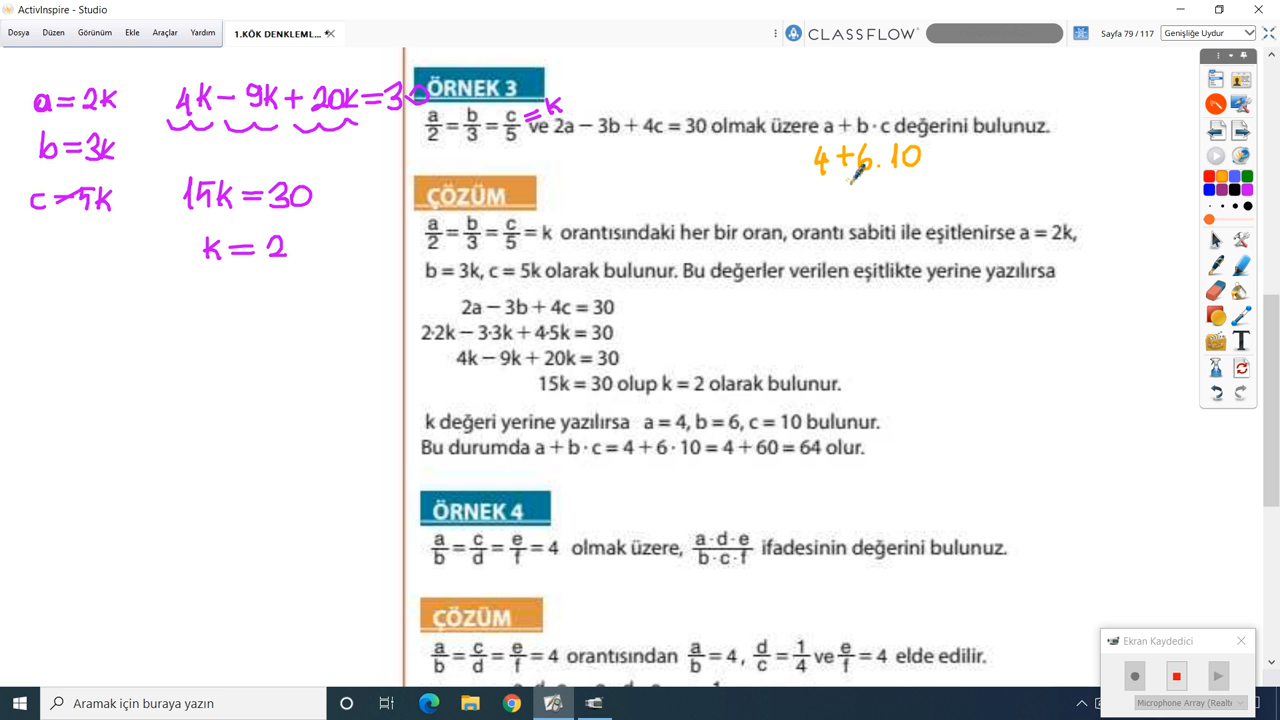 ActivInspire - Studio
Dosya Düzen Görünüm Ekle Araçlar Yardım
1.KÖK DENKLEML...
CLASSFLOW
Sayfa 79 / 117
Genişliğe Uydur
a = 2k
b = 3k
c = 5k
4k - 9k + 20k = 30
15k = 30
k = 2
ÖRNEK 3
a/2 = b/3 = c/5 = k ve 2a − 3b + 4c = 30 olmak üzere a + b · c değerini bulunuz.
4 + 6 . 10
ÇÖZÜM
a/2 = b/3 = c/5 = k orantısındaki her bir oran, orantı sabiti ile eşitlenirse a = 2k,
b = 3k, c = 5k olarak bulunur. Bu değerler verilen eşitlikte yerine yazılırsa
2a − 3b + 4c = 30
2·2k − 3·3k + 4·5k = 30
4k − 9k + 20k = 30
15k = 30 olup k = 2 olarak bulunur.
k değeri yerine yazılırsa a = 4, b = 6, c = 10 bulunur.
Bu durumda a + b · c = 4 + 6 · 10 = 4 + 60 = 64 olur.
ÖRNEK 4
a/b = c/d = e/f = 4 olmak üzere, a·d·e/b·c·f ifadesinin değerini bulunuz.
ÇÖZÜM
a/b = c/d = e/f = 4 orantısından a/b = 4, d/c = 1/4 ve e/f = 4 elde edilir.
Ekran Kaydedici
Microphone Array (Realt
Aramak için buraya yazın